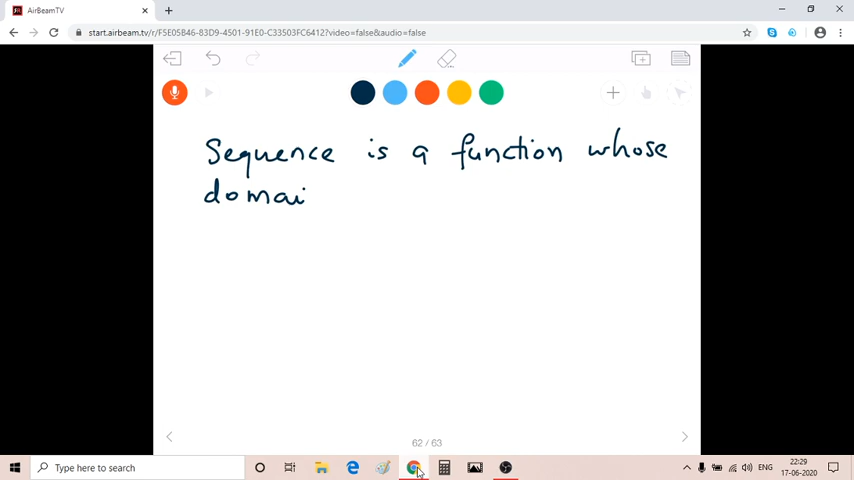 AirBeamTV
start.airbeam.tv/r/F5E05B46-83D9-4501-91E0-C33503FC6412?video=false&audio=false
Sequence is a function whose
domai
62 / 63
Type here to search
ENG
22:29
17-06-2020